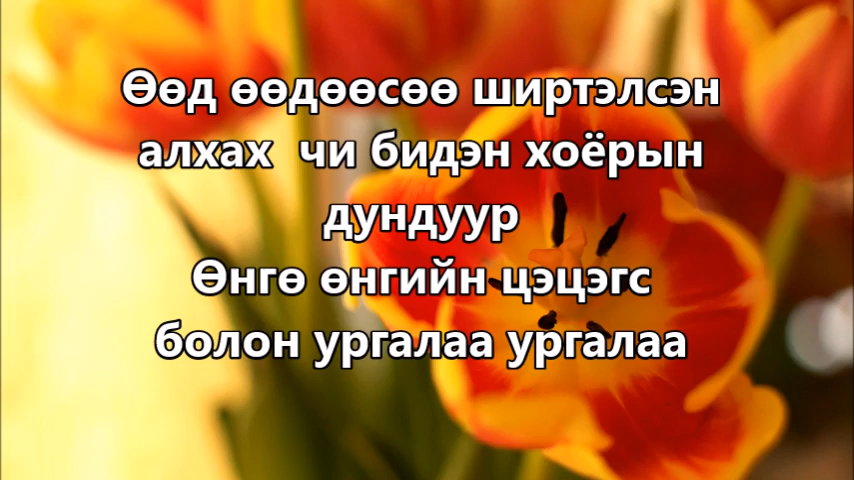 Өөд өөдөөсөө ширтэлсэн
алхах  чи бидэн хоёрын
дундуур
Өнгө өнгийн цэцэгс
болон ургалаа ургалаа